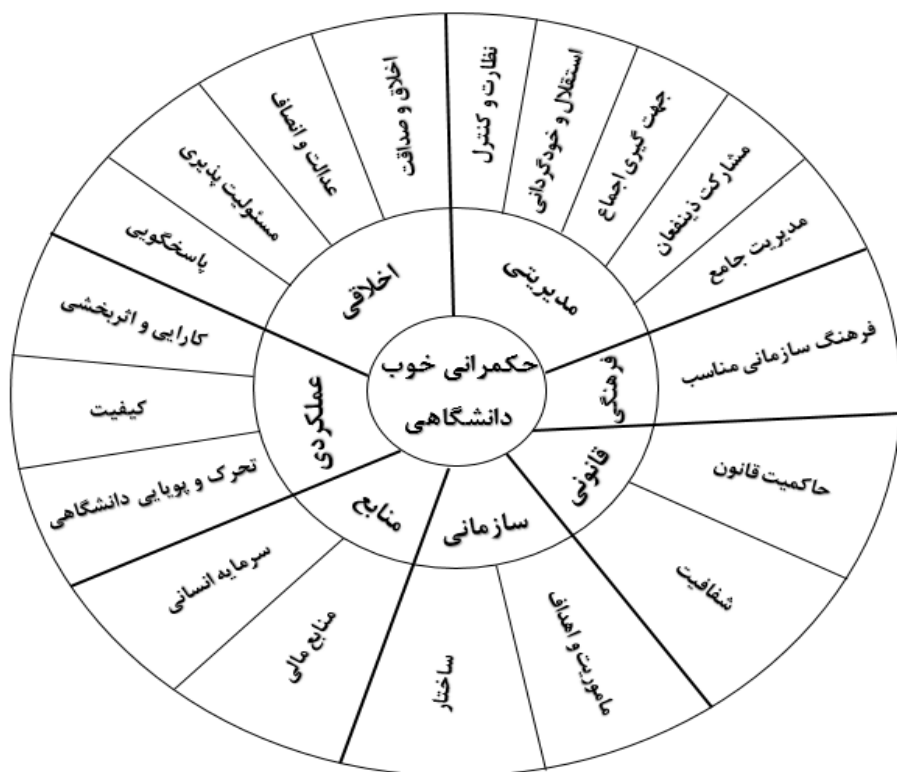 حکمرانی خوب
دانشگاهی
مدیریتی
نظارت و کنترل
استقلال و خودگردانی
جهت گیری اجماع
مشارکت ذینفعان
مدیریت جامع
فرهنگی
فرهنگ سازمانی مناسب
قانونی
حاکمیت قانون
شفافیت
سازمانی
ماموریت و اهداف
ساختار
منابع
منابع مالی
سرمایه انسانی
عملکردی
تحرک و پویایی دانشگاهی
کیفیت
کارایی و اثربخشی
اخلاقی
پاسخگویی
مسئولیت پذیری
عدالت و انصاف
اخلاق و صداقت